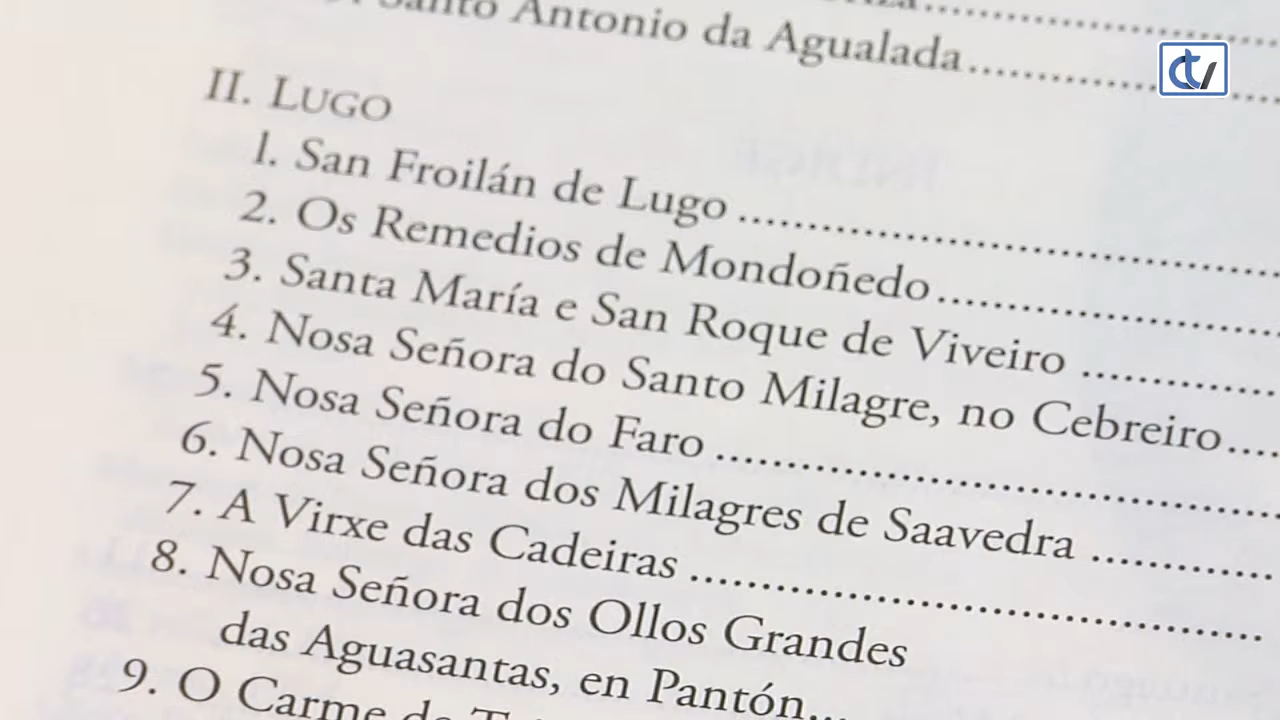 Santo Antonio da Agualada..............
II. LUGO
1. San Froilán de Lugo ........................................
2. Os Remedios de Mondoñedo..........................
3. Santa María e San Roque de Viveiro ..............
4. Nosa Señora do Santo Milagre, no Cebreiro....
5. Nosa Señora do Faro ........................................
6. Nosa Señora dos Milagres de Saavedra .............
7. A Virxe das Cadeiras ........................................
8. Nosa Señora dos Ollos Grandes
das Aguasantas, en Pantón...
9. O Carme de